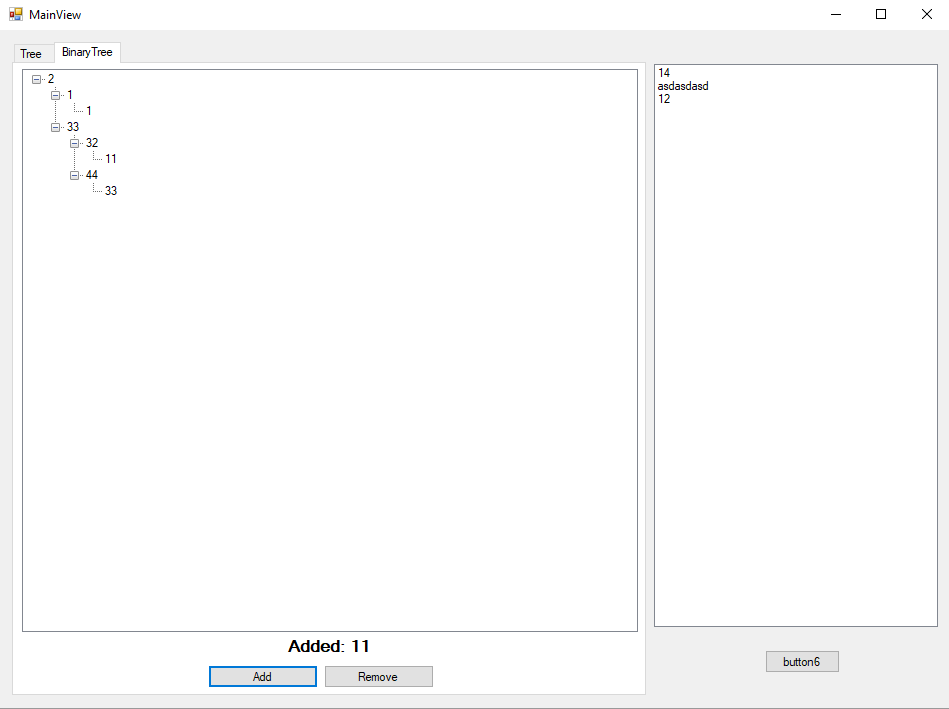 MainView
Tree
BinaryTree
2
1
1
33
32
11
44
33
Added: 11
Add
Remove
14
asdasdasd
12
button6